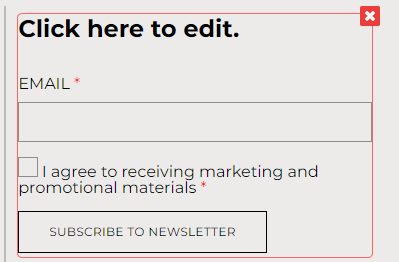 Click here to edit.
EMAIL *
I agree to receiving marketing and
promotional materials *
SUBSCRIBE TO NEWSLETTER